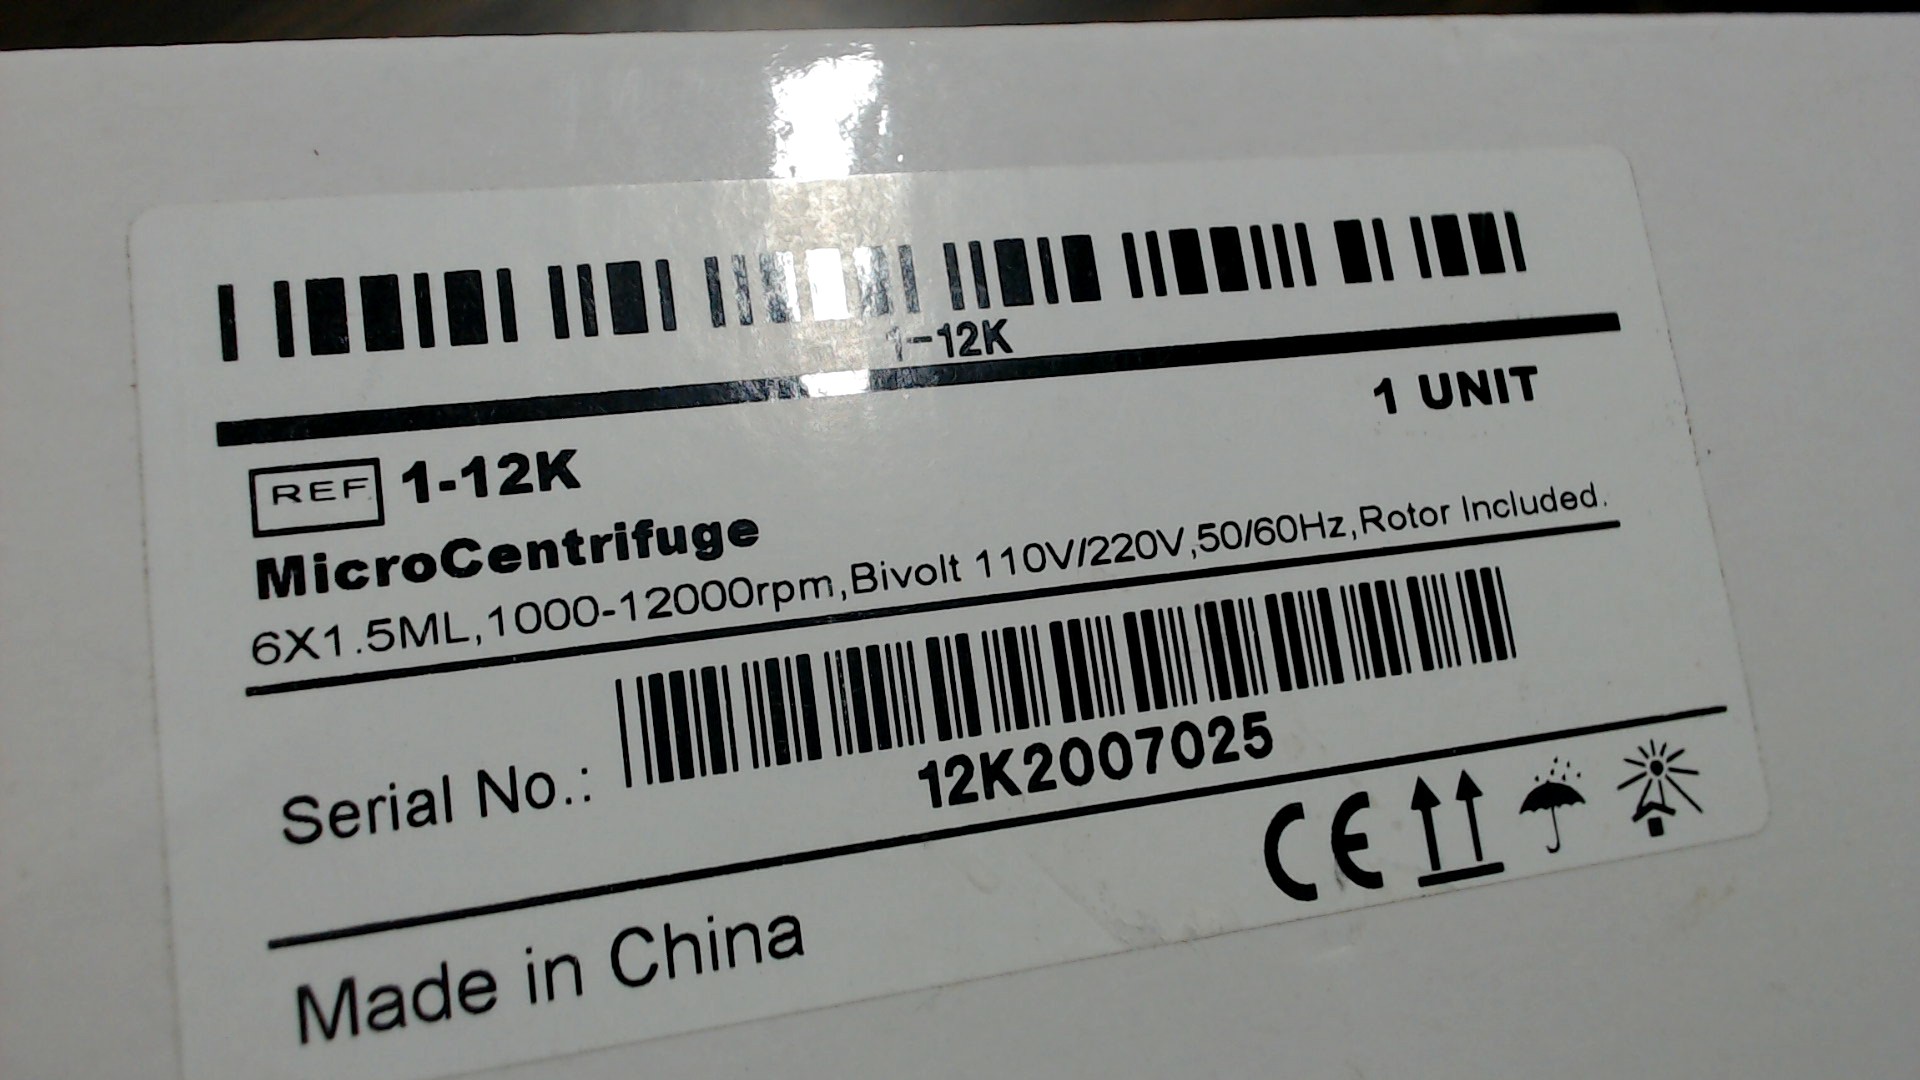 1-12K
1 UNIT
REF 1-12K
MicroCentrifuge
6X1.5ML,1000-12000rpm,Bivolt 110V/220V,50/60Hz,Rotor Included.
Serial No.:
12K2007025
CE
Made in China